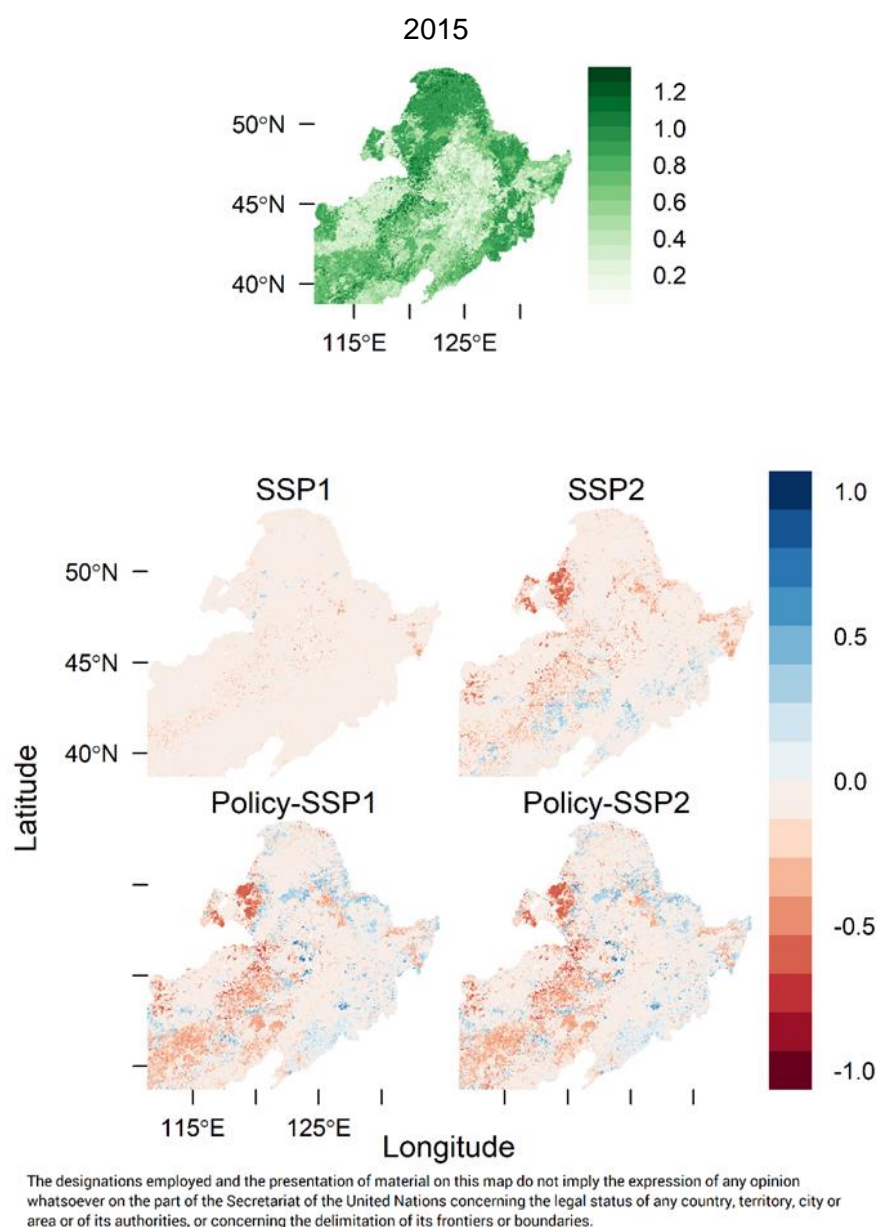 2015
50°N
45°N
40°N
1.2
1.0
0.8
0.6
0.4
0.2
115°E 125°E
SSP1 SSP2
50°N
45°N
40°N
1.0
0.5
0.0
-0.5
-1.0
Latitude
Policy-SSP1 Policy-SSP2
115°E 125°E
Longitude
The designations employed and the presentation of material on this map do not imply the expression of any opinion
whatsoever on the part of the Secretariat of the United Nations concerning the legal status of any country, territory, city or
area or of its authorities, or concerning the delimitation of its frontiers or boundaries.